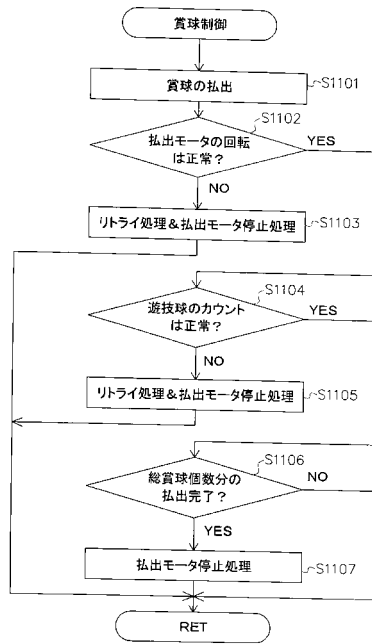 賞球制御
賞球の払出
S1101
S1102
払出モータの回転
は正常?
YES
NO
リトライ処理&払出モータ停止処理
S1103
S1104
遊技球のカウント
は正常?
YES
NO
リトライ処理&払出モータ停止処理
S1105
S1106
総賞球個数分の
払出完了?
NO
YES
払出モータ停止処理
S1107
RET